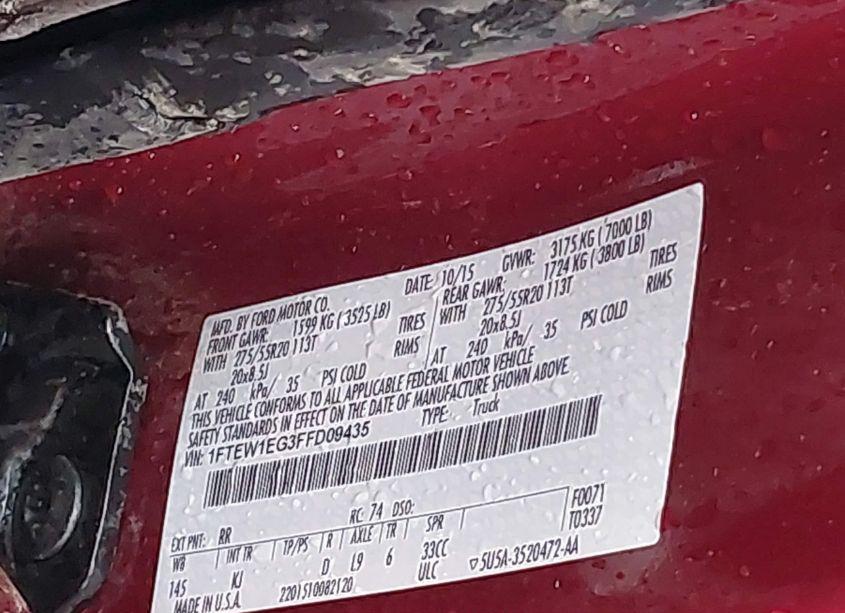 MFD. BY FORD MOTOR CO.
DATE: 10/15 GVWR: 3175 KG ( 7000 LB)
FRONT GAWR: 1599 KG ( 3525 LB) REAR GAWR: 1724 KG ( 3800 LB)
WITH 275/55R20 113T TIRES WITH 275/55R20 113T TIRES
20x8.5J RIMS 20x8.5J RIMS
AT 240 kPa/ 35 PSI COLD AT 240 kPa/ 35 PSI COLD
THIS VEHICLE CONFORMS TO ALL APPLICABLE FEDERAL MOTOR VEHICLE
SAFETY STANDARDS IN EFFECT ON THE DATE OF MANUFACTURE SHOWN ABOVE.
VIN: 1FTEW1EG3FFD09435 TYPE: Truck
EXT PNT: RR RC: 74 DSO: F0071
WB INT TR TP/PS R AXLE TR SPR T0337
145 KJ D L9 6 33CC
MADE IN U.S.A. 2201510082120 ULC ▽5U5A-3520472-AA